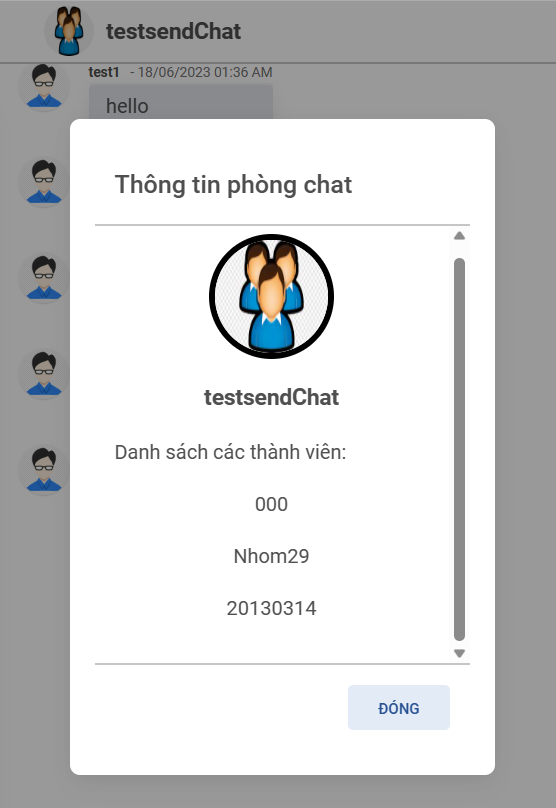 testsendChat
test1 - 18/06/2023 01:36 AM
hello
Thông tin phòng chat
testsendChat
Danh sách các thành viên:
000
Nhom29
20130314
ĐÓNG